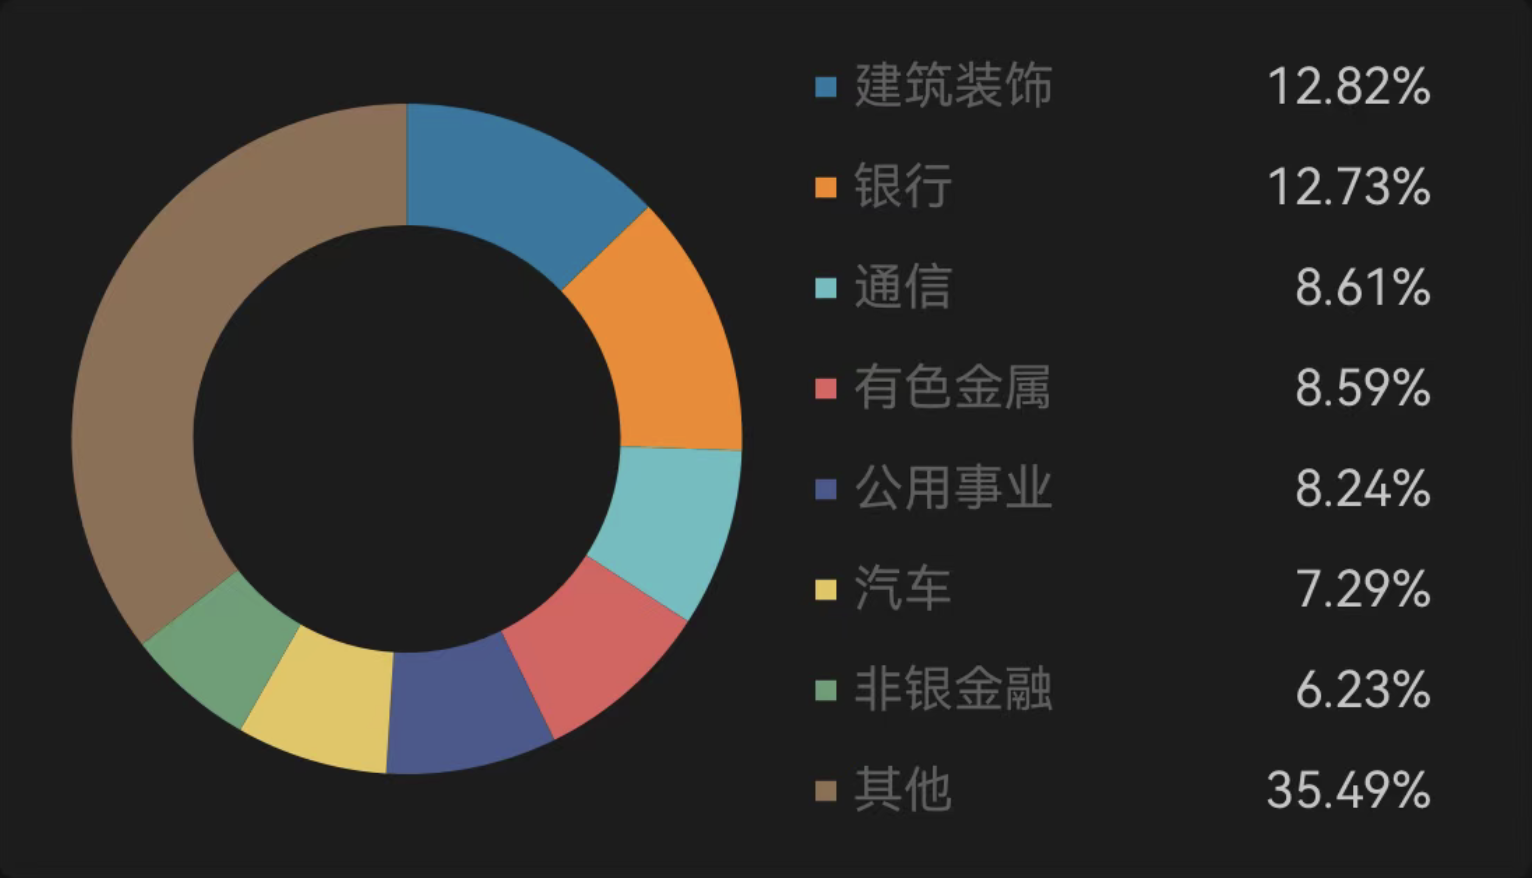 建筑装饰 12.82%
银行 12.73%
通信 8.61%
有色金属 8.59%
公用事业 8.24%
汽车 7.29%
非银金融 6.23%
其他 35.49%